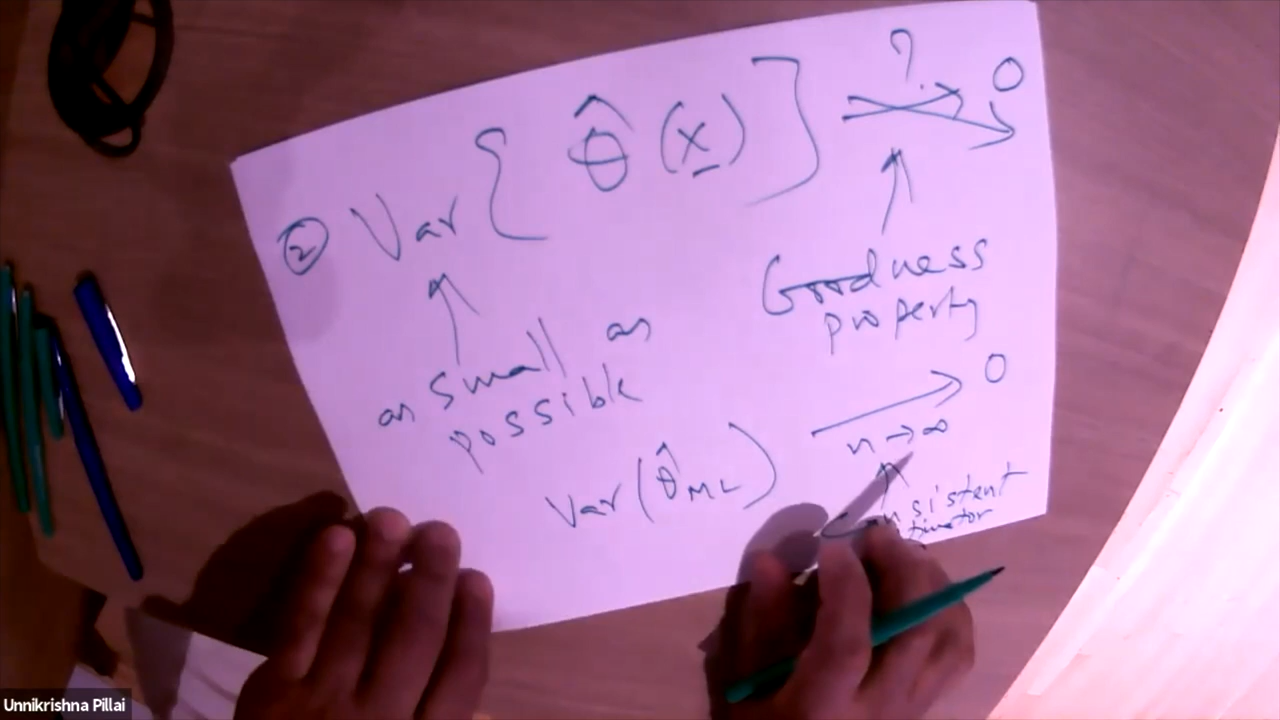 ② Var { θ̂ (x) } ? → 0
Goodness
property
as small as
possible
Var (θ̂ML) → 0
n → ∞
Consistent
Unnikrishna Pillai